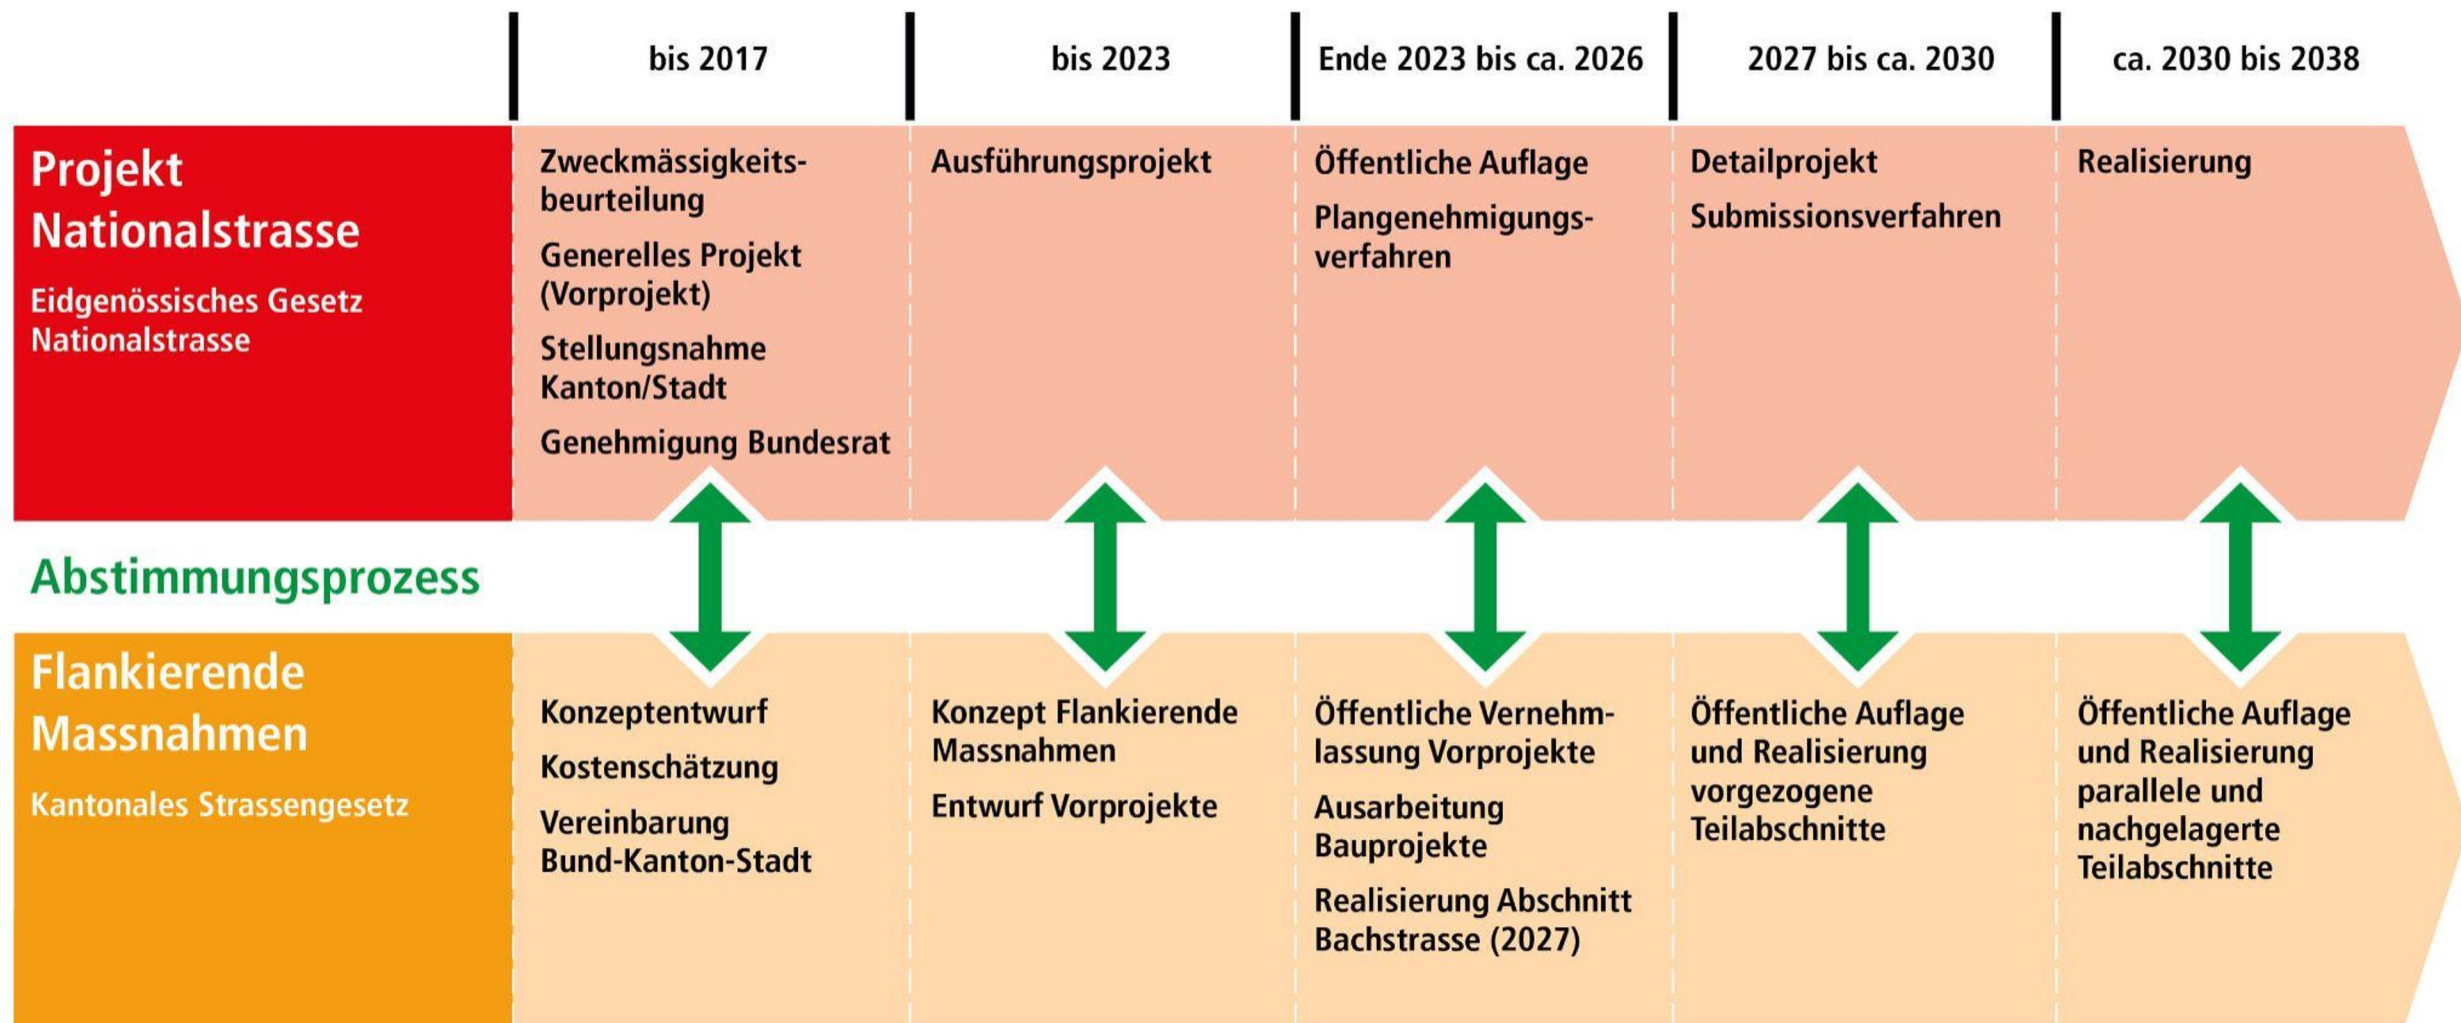 bis 2017
bis 2023
Ende 2023 bis ca. 2026
2027 bis ca. 2030
ca. 2030 bis 2038
Projekt
Nationalstrasse
Eidgenössisches Gesetz
Nationalstrasse
Zweckmässigkeits-
beurteilung
Generelles Projekt
(Vorprojekt)
Stellungsnahme
Kanton/Stadt
Genehmigung Bundesrat
Ausführungsprojekt
Öffentliche Auflage
Plangenehmigungs-
verfahren
Detailprojekt
Submissionsverfahren
Realisierung
Abstimmungsprozess
Flankierende
Massnahmen
Kantonales Strassengesetz
Konzeptentwurf
Kostenschätzung
Vereinbarung
Bund-Kanton-Stadt
Konzept Flankierende
Massnahmen
Entwurf Vorprojekte
Öffentliche Vernehm-
lassung Vorprojekte
Ausarbeitung
Bauprojekte
Realisierung Abschnitt
Bachstrasse (2027)
Öffentliche Auflage
und Realisierung
vorgezogene
Teilabschnitte
Öffentliche Auflage
und Realisierung
parallele und
nachgelagerte
Teilabschnitte